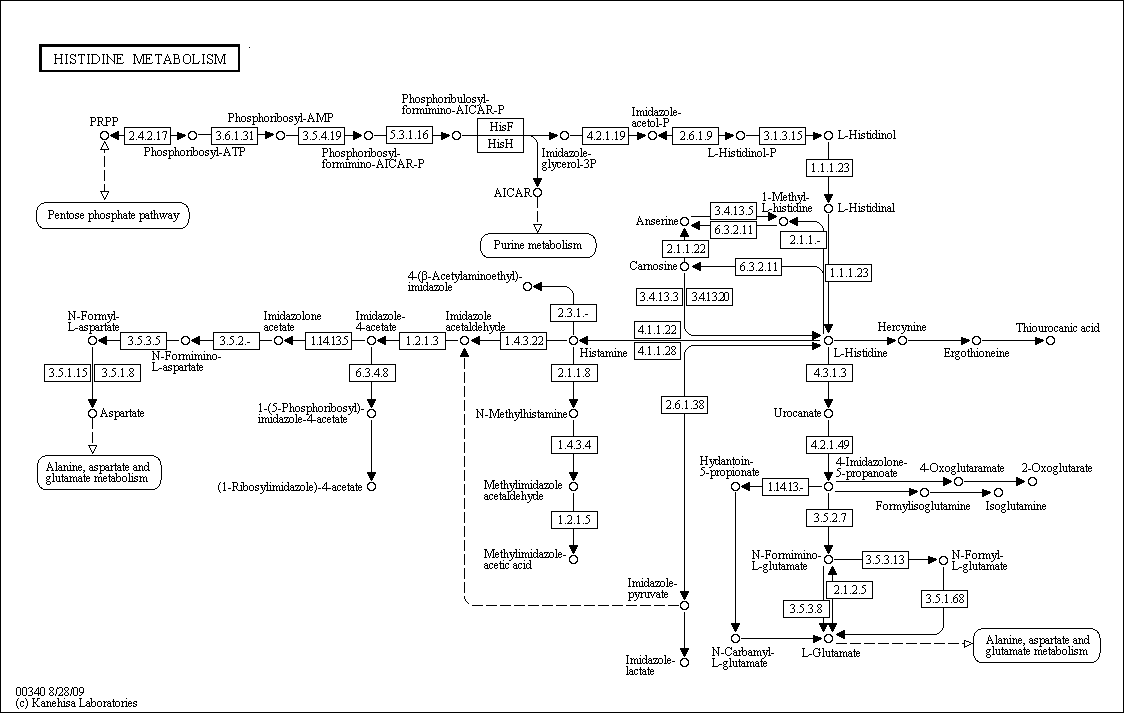 HISTIDINE METABOLISM
Phosphoribulosyl-
formimino-AICAR-P
PRPP
Phosphoribosyl-AMP
Imidazole-
acetol-P
2.4.2.17
3.6.1.31
3.5.4.19
5.3.1.16
HisF
HisH
4.2.1.19
2.6.1.9
3.1.3.15
L-Histidinol
Phosphoribosyl-ATP
Phosphoribosyl-
formimino-AICAR-P
Imidazole-
glycerol-3P
L-Histidinol-P
1.1.1.23
AICAR
Pentose phosphate pathway
Purine metabolism
1-Methyl-
L-histidine
L-Histidinal
Anserine
3.4.13.5
6.3.2.11
2.1.1.-
2.1.1.22
Carnosine
6.3.2.11
1.1.1.23
4-(β-Acetylaminoethyl)-
imidazole
3.4.13.3
3.4.13.20
2.3.1.-
N-Formyl-
L-aspartate
Imidazolone
acetate
Imidazole-
4-acetate
Imidazole
acetaldehyde
4.1.1.22
4.1.1.28
Hercynine
Thiourocanic acid
3.5.3.5
3.5.2.-
1.14.13.5
1.2.1.3
1.4.3.22
Histamine
L-Histidine
Ergothioneine
N-Formimino-
L-aspartate
3.5.1.15
3.5.1.8
6.3.4.8
2.1.1.8
4.3.1.3
Aspartate
1-(5-Phosphoribosyl)-
imidazole-4-acetate
N-Methylhistamine
2.6.1.38
Urocanate
1.4.3.4
4.2.1.49
Alanine, aspartate and
glutamate metabolism
Hydantoin-
5-propionate
4-Imidazolone-
5-propanoate
4-Oxoglutaramate
2-Oxoglutarate
(1-Ribosylimidazole)-4-acetate
Methylimidazole
acetaldehyde
1.14.13.-
Formylisoglutamine
Isoglutamine
1.2.1.5
3.5.2.7
Methylimidazole-
acetic acid
N-Formimino-
L-glutamate
3.5.3.13
N-Formyl-
L-glutamate
Imidazole-
pyruvate
2.1.2.5
3.5.3.8
3.5.1.68
N-Carbamyl-
L-glutamate
L-Glutamate
Alanine, aspartate and
glutamate metabolism
Imidazole-
lactate
00340 8/28/09
(c) Kanehisa Laboratories